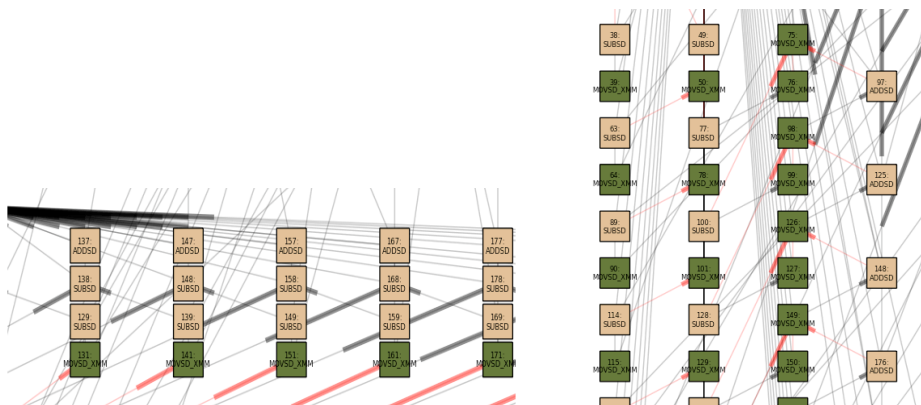 137:
ADDSD
147:
ADDSD
157:
ADDSD
167:
ADDSD
177:
ADDSD
138:
SUBSD
148:
SUBSD
158:
SUBSD
168:
SUBSD
178:
SUBSD
129:
SUBSD
139:
SUBSD
149:
SUBSD
159:
SUBSD
169:
SUBSD
131:
MOVSD_XMM
141:
MOVSD_XMM
151:
MOVSD_XMM
161:
MOVSD_XMM
171:
MOVSD_XMM
38:
SUBSD
49:
SUBSD
75:
MOVSD_XMM
39:
MOVSD_XMM
50:
MOVSD_XMM
76:
MOVSD_XMM
97:
ADDSD
63:
SUBSD
77:
SUBSD
98:
MOVSD_XMM
64:
MOVSD_XMM
78:
MOVSD_XMM
99:
MOVSD_XMM
125:
ADDSD
89:
SUBSD
100:
SUBSD
126:
MOVSD_XMM
90:
MOVSD_XMM
101:
MOVSD_XMM
127:
MOVSD_XMM
148:
ADDSD
114:
SUBSD
128:
SUBSD
149:
MOVSD_XMM
115:
MOVSD_XMM
129:
MOVSD_XMM
150:
MOVSD_XMM
176:
ADDSD